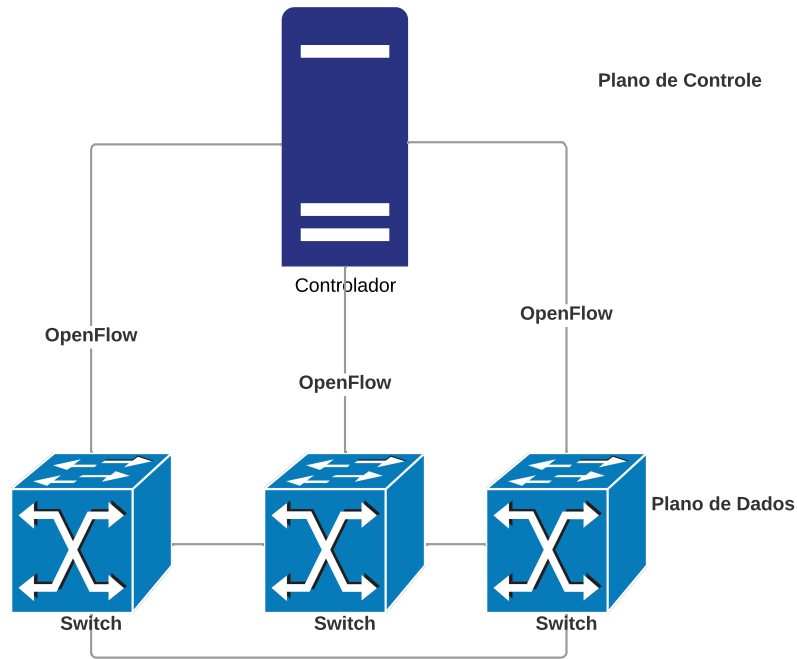 Plano de Controle
Controlador
OpenFlow
OpenFlow
OpenFlow
Plano de Dados
Switch
Switch
Switch